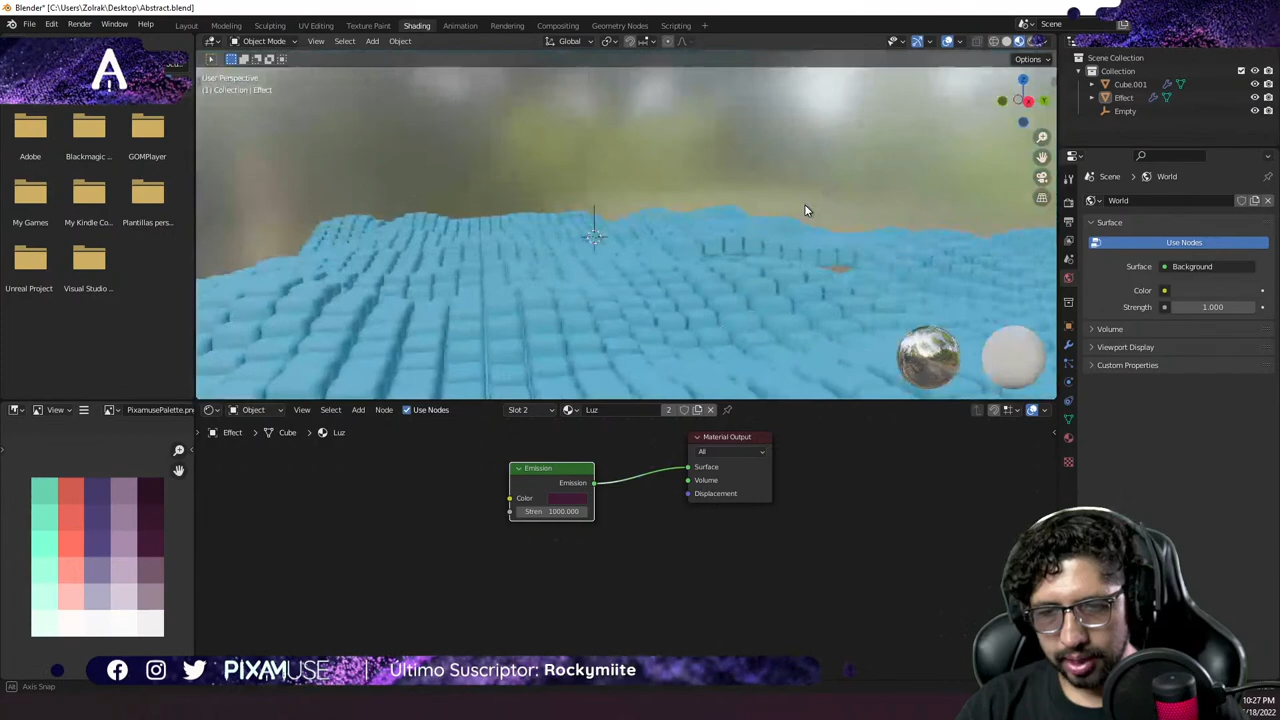 Blender* [C:\Users\Zolrak\Desktop\Abstract.blend]
File Edit Render Window Help
Layout Modeling Sculpting UV Editing Texture Paint Shading Animation Rendering Compositing Geometry Nodes Scripting
Scene
Object Mode View Select Add Object Global
Options
User Perspective
(1) Collection | Effect
Z
X
Y
Scene Collection
Collection
Cube.001
Effect
Empty
Adobe Blackmagic ... GOMPlayer
My Games My Kindle Co... Plantillas pers...
Unreal Project Visual Studio ...
Scene World
World
Surface
Use Nodes
Surface Background
Color
Strength 1.000
Volume
Viewport Display
Custom Properties
View PixamusePalette.png
Object View Select Add Node Use Nodes Slot 2 Luz 2
Effect Cube Luz
Material Output
All
Surface
Volume
Displacement
Emission
Emission
Color
Stren 1000.000
PIXAMUSE Último Suscriptor: Rockymiite
Axis Snap
10:27 PM
/18/2022